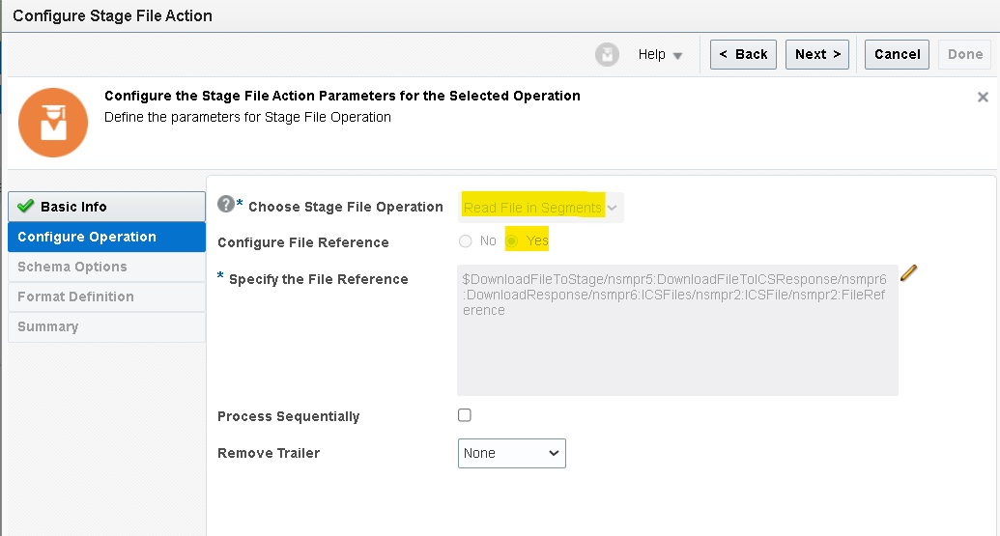 Configure Stage File Action
Help
< Back
Next >
Cancel
Done
Configure the Stage File Action Parameters for the Selected Operation
Define the parameters for Stage File Operation
Basic Info
Configure Operation
Schema Options
Format Definition
Summary
* Choose Stage File Operation
Read File in Segments
Configure File Reference
No
Yes
* Specify the File Reference
$DownloadFileToStage/nsmpr5:DownloadFileToICSResponse/nsmpr6
:DownloadResponse/nsmpr6:ICSFiles/nsmpr2:ICSFile/nsmpr2:FileRef
erence
Process Sequentially
Remove Trailer
None